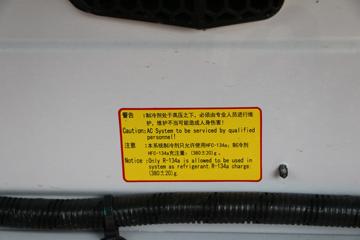 警告 :制冷剂处于高压之下，必须由专业人员进行维
护，维护不当可能造成人身伤害！
Caution:AC System to be serviced by qualified
personnel!
注意 :本系统制冷剂只允许使用HFC-134a，制冷剂
HFC-134a充注量：(380±20)g.
Notice :Only R-134a is allowed to be used in
system as refrigerant.R-134a charge
(380±20)g.